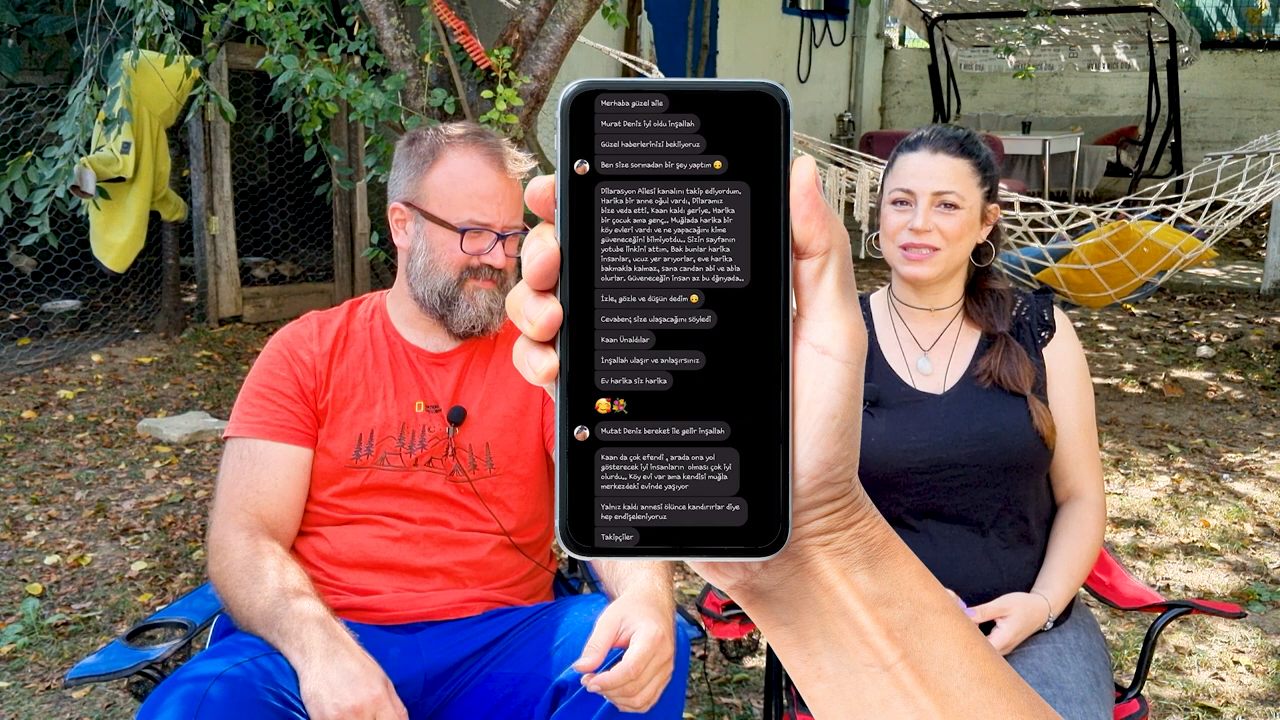 Merhaba güzel aile
Murat Deniz iyi oldu inşallah
Güzel haberlerinizi bekliyoruz
Ben size sormadan bir şey yaptım 😋
Dilarasyon Ailesi kanalını takip ediyordum,
Harika bir anne oğul vardı, Dilaramız
bize veda etti. Kaan kaldı geriye. Harika
bir çocuk ama genç.. Muğlada harika bir
köy evleri vardı ve ne yapacağını kime
güveneceğini bilmiyotdu.. Sizin sayfanın
yotube linkini attım. Bak bunlar harika
insanlar, ucuz yer arıyorlar, eve harika
bakmakla kalmaz, sana candan abi ve abla
olurlar. Güveneceğin insan az bu dğnyada..
İzle, gözle ve düşün dedim 😋
Cevabenç size ulaşacağını söyledi
Kaan Ünaldılar
İnşallah ulaşır ve anlaşırsınız
Ev harika siz harika
🥰💐
Mutat Deniz bereket ile gelir inşallah
Kaan da çok efendi , arada ona yol
gösterecek iyi insanların olması çok iyi
olurdu,, Köy evi var ama kendisi muğla
merkezdeki evinde yaşıyor
Yalnız kaldı annesi ölünce kandırırlar diye
hep endişeleniyoruz
Takipçiler